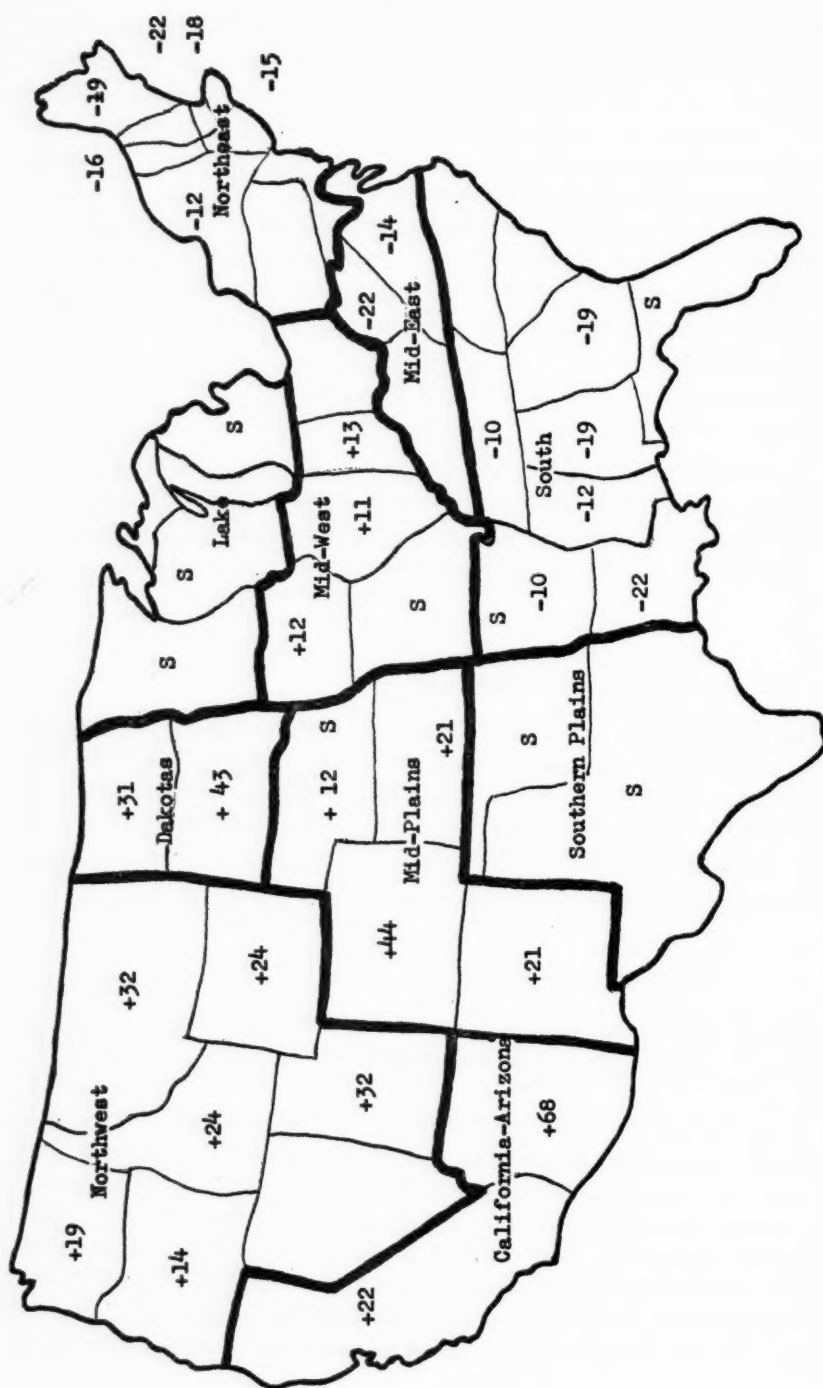 +19
-16
-19
Northwest
+32
+31
-22
Dakotas
S
S
-18
+14
+24
+ 43
Lake
S
-12
Northeast
+24
-15
+12
Mid-West
+ 12
S
+22
+32
+44
+11
+13
-22
-14
Mid-Plains
S
Mid-East
+21
-10
California-Arizona
S
+21
S
-10
South
+68
Southern Plains
-12
-19
-19
S
-22
S